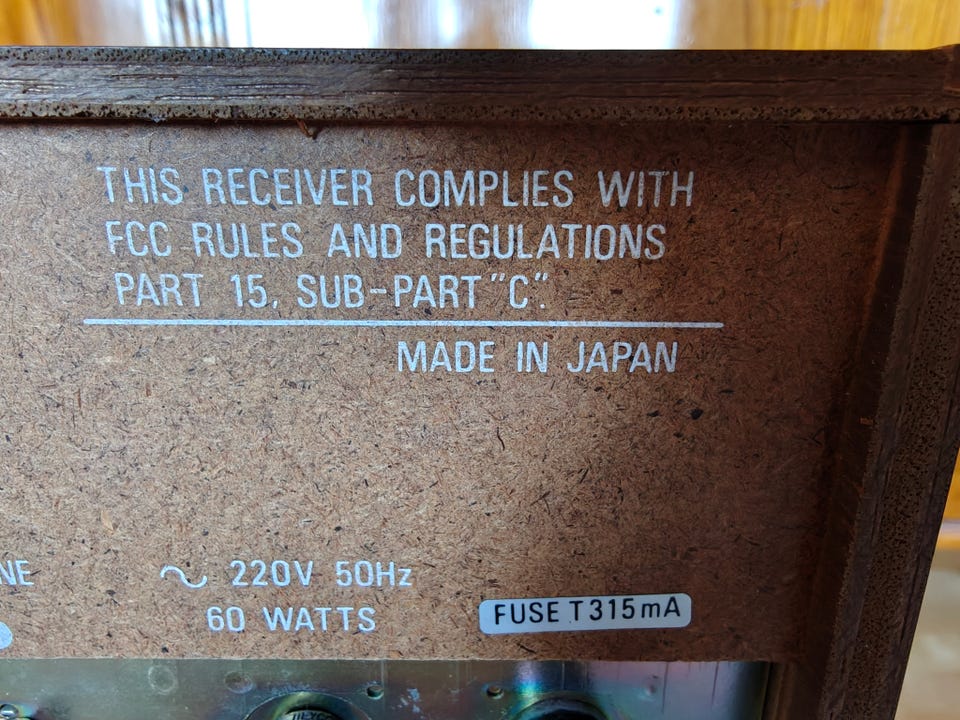 THIS RECEIVER COMPLIES WITH
FCC RULES AND REGULATIONS
PART 15, SUB-PART "C".
MADE IN JAPAN
NE
~ 220V 50Hz
60 WATTS
FUSE T315mA